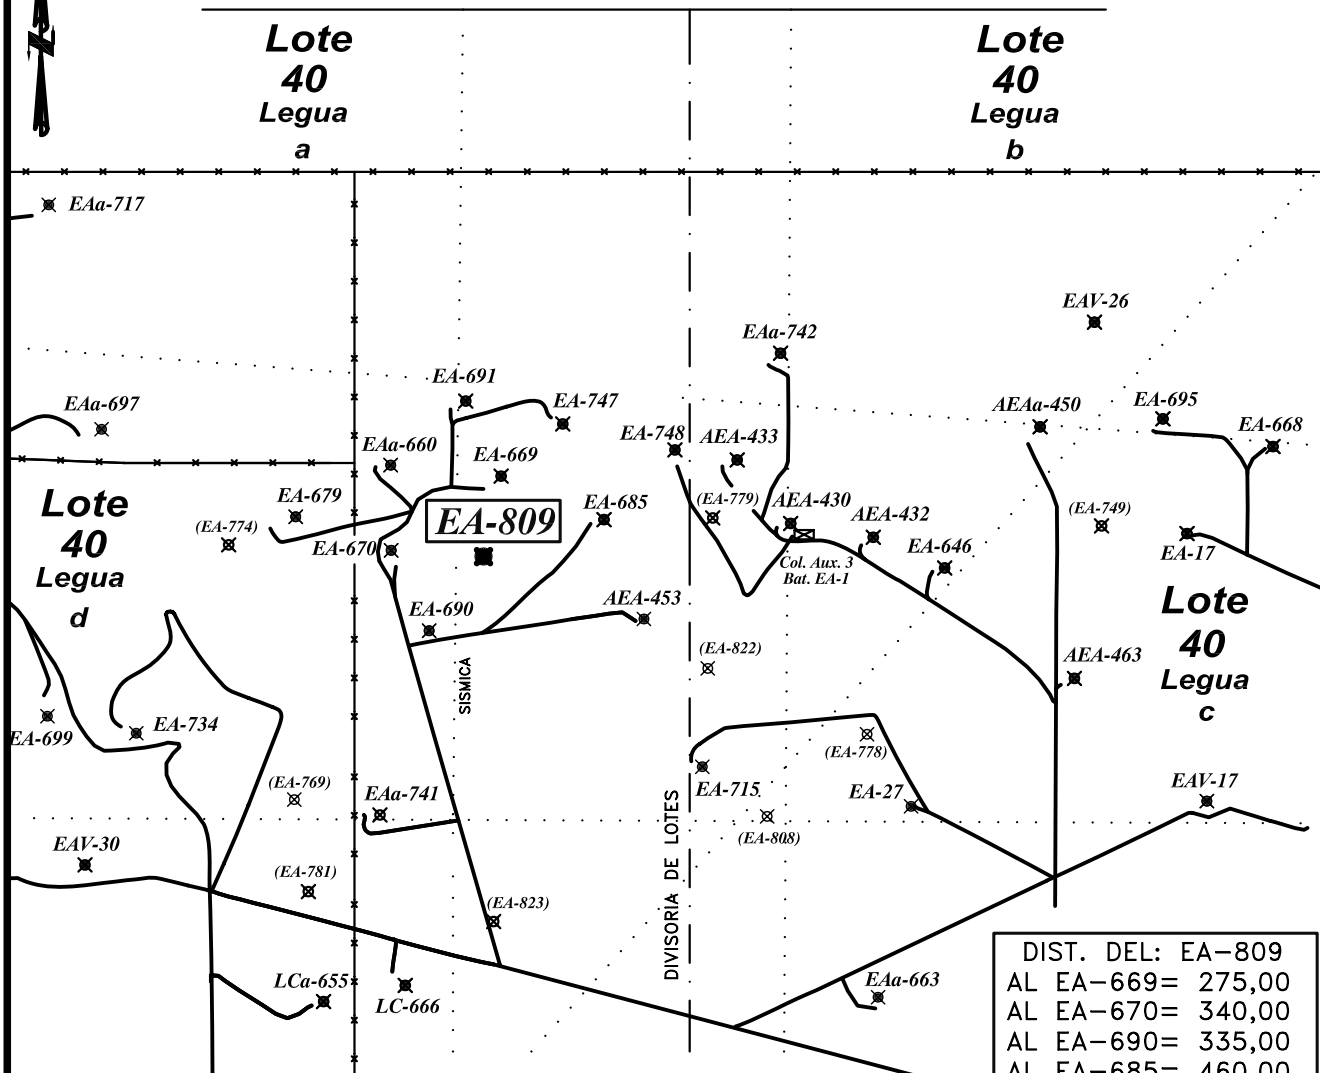 Lote
40
Legua
a
Lote
40
Legua
b
EAa-717
EAV-26
EAa-742
EA-691
EAa-697
EA-747
AEAa-450
EA-695
EA-668
EAa-660
EA-669
EA-748
AEA-433
Lote
40
Legua
d
EA-679
(EA-774)
EA-809
EA-685
(EA-779)
AEA-430
AEA-432
(EA-749)
EA-670
EA-646
EA-17
Col. Aux. 3
Bat. EA-1
EA-690
AEA-453
Lote
40
Legua
c
SISMICA
(EA-822)
AEA-463
EA-699
EA-734
(EA-778)
(EA-769)
EAa-741
EA-715
EA-27
EAV-17
DIVISORIA DE LOTES
(EA-808)
EAV-30
(EA-781)
(EA-823)
LCa-655
LC-666
EAa-663
DIST. DEL: EA-809
AL EA-669= 275,00
AL EA-670= 340,00
AL EA-690= 335,00
AL EA-685= 460,00